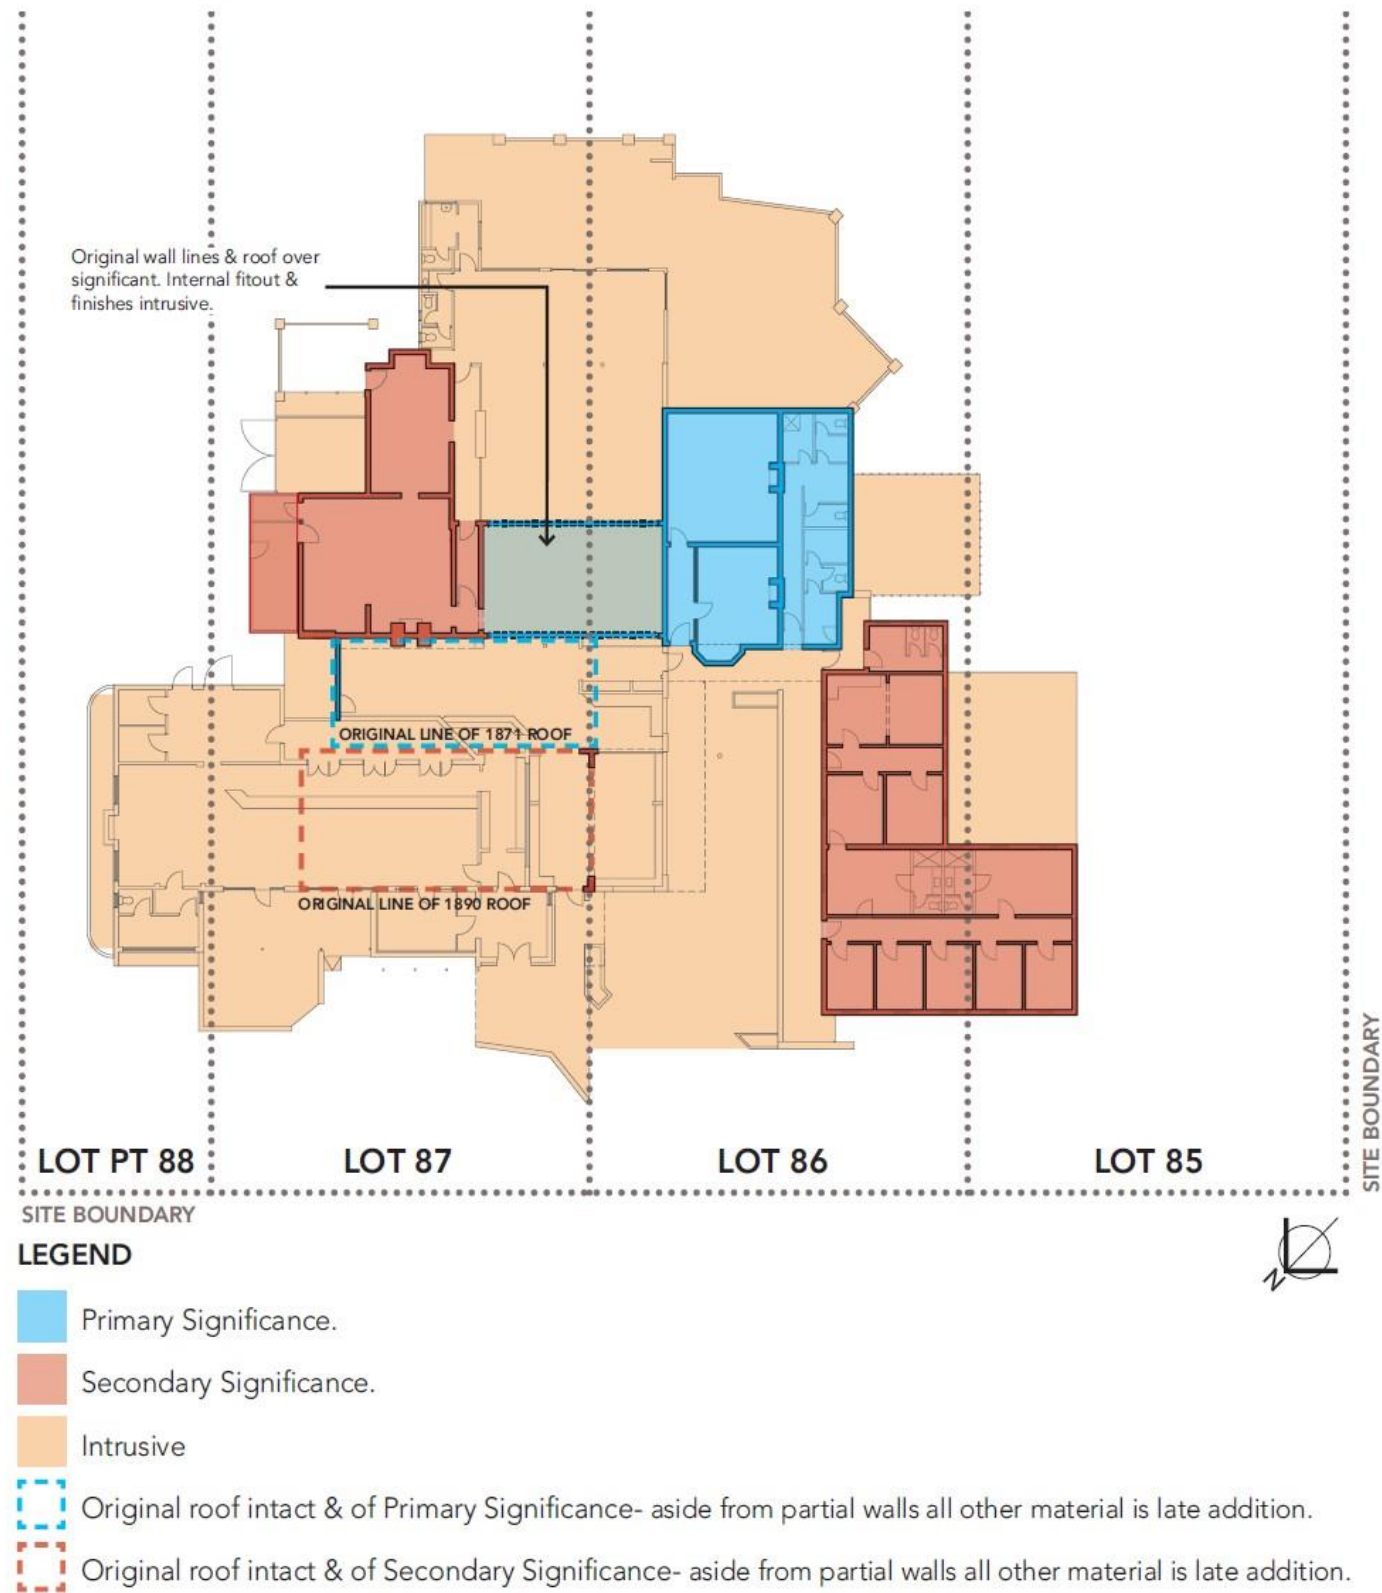 Original wall lines & roof over
significant. Internal fitout &
finishes intrusive.
ORIGINAL LINE OF 1871 ROOF
ORIGINAL LINE OF 1890 ROOF
LOT PT 88
LOT 87
LOT 86
LOT 85
SITE BOUNDARY
SITE BOUNDARY
N
LEGEND
Primary Significance.
Secondary Significance.
Intrusive
Original roof intact & of Primary Significance- aside from partial walls all other material is late addition.
Original roof intact & of Secondary Significance- aside from partial walls all other material is late addition.